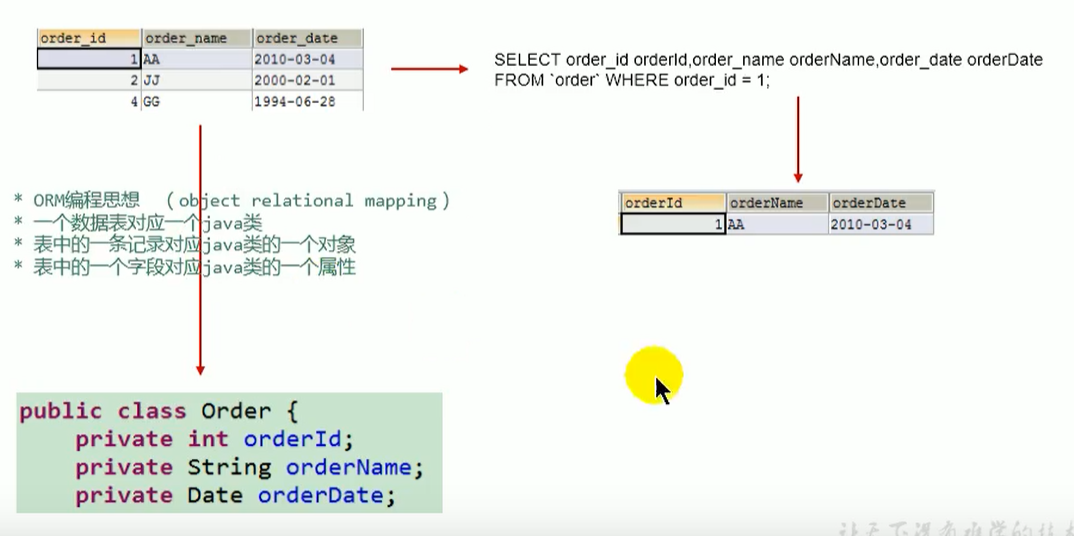 order_id order_name order_date
1 AA 2010-03-04
2 JJ 2000-02-01
4 GG 1994-06-28
SELECT order_id orderId,order_name orderName,order_date orderDate
FROM `order` WHERE order_id = 1;
* ORM编程思想 （object relational mapping）
* 一个数据表对应一个java类
* 表中的一条记录对应java类的一个对象
* 表中的一个字段对应java类的一个属性
orderId orderName orderDate
1 AA 2010-03-04
public class Order {
private int orderId;
private String orderName;
private Date orderDate;